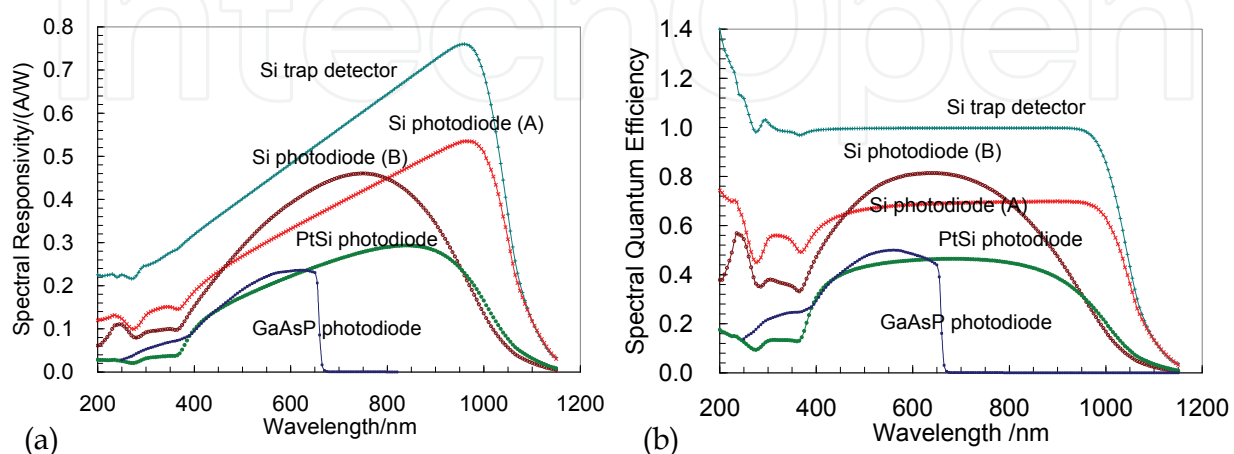 IntechOpen
0.8
0.7
0.6
0.5
0.4
0.3
0.2
0.1
0.0
Spectral Responsivity/(A/W)
Si trap detector
Si photodiode (A)
Si photodiode (B)
PtSi photodiode
GaAsP photodiode
200 400 600 800 1000 1200
Wavelength/nm
(a)
1.4
1.2
1.0
0.8
0.6
0.4
0.2
0.0
Spectral Quantum Efficiency
Si trap detector
Si photodiode (B)
Si photodiode (A)
PtSi photodiode
GaAsP photodiode
200 400 600 800 1000 1200
Wavelength /nm
(b)